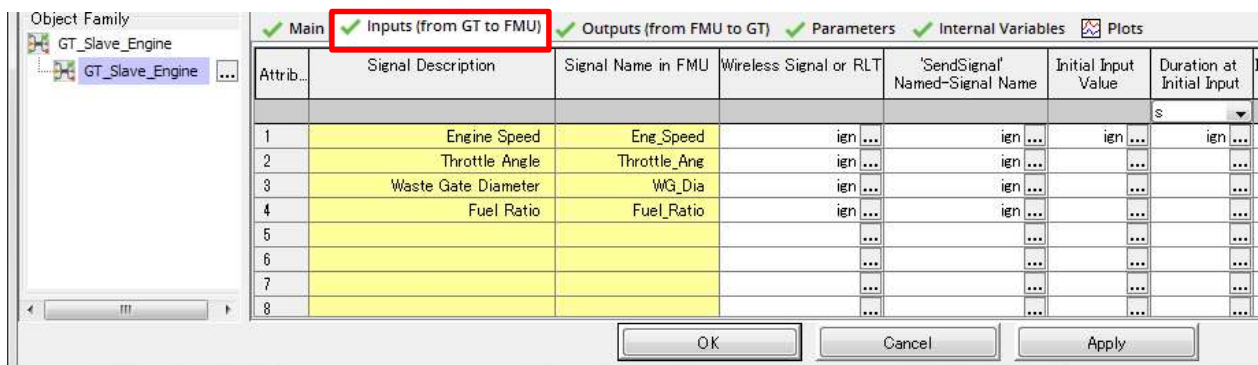 Object Family
GT_Slave_Engine
GT_Slave_Engine ...
Main Inputs (from GT to FMU) Outputs (from FMU to GT) Parameters Internal Variables Plots
Attrib... Signal Description Signal Name in FMU Wireless Signal or RLT 'SendSignal' Named-Signal Name Initial Input Value Duration at Initial Input
s
1 Engine Speed Eng_Speed ign ... ign ... ign ... ign ...
2 Throttle Angle Throttle_Ang ign ... ign ... ... ...
3 Waste Gate Diameter WG_Dia ign ... ign ... ... ...
4 Fuel Ratio Fuel_Ratio ign ... ign ... ... ...
5 ... ... ... ...
6 ... ... ... ...
7 ... ... ... ...
8 ... ... ... ...
OK Cancel Apply